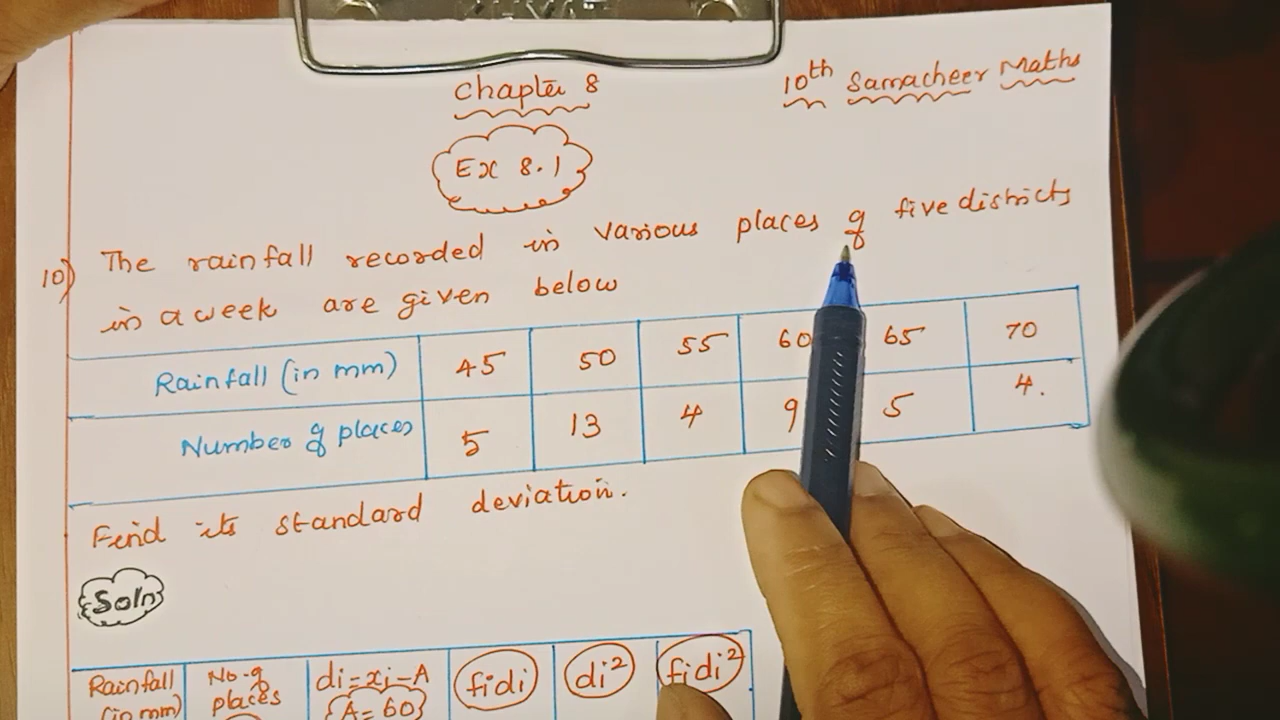 Chapter 8
10th Samacheer Maths
Ex 8.1
10) The rainfall recorded in various places of five districts
in a week are given below
Rainfall (in mm) 45 50 55 60 65 70
Number of places 5 13 4 9 5 4.
Find its standard deviation.
Soln
Rainfall (in mm) No. of places di = xi - A A = 60 fidi di² fidi²